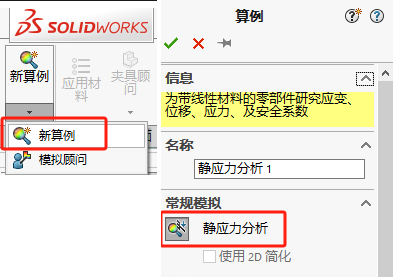 SOLIDWORKS
新算例
应用材料
夹具顾问
新算例
模拟顾问
算例
信息
为带线性材料的零部件研究应变、
位移、应力、及安全系数
名称
静应力分析 1
常规模拟
静应力分析
使用 2D 简化